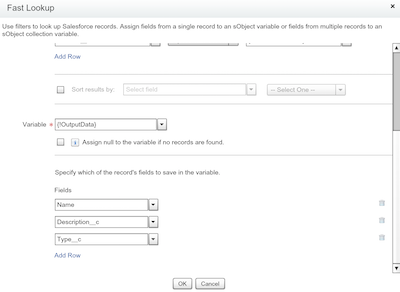 Fast Lookup
Use filters to look up Salesforce records. Assign fields from a single record to an sObject variable or fields from multiple records to an
sObject collection variable.
Add Row
Sort results by: Select field -- Select One --
Variable * {!OutputData}
i Assign null to the variable if no records are found.
Specify which of the record's fields to save in the variable.
Fields
Name
Description__c
Type__c
Add Row
OK Cancel